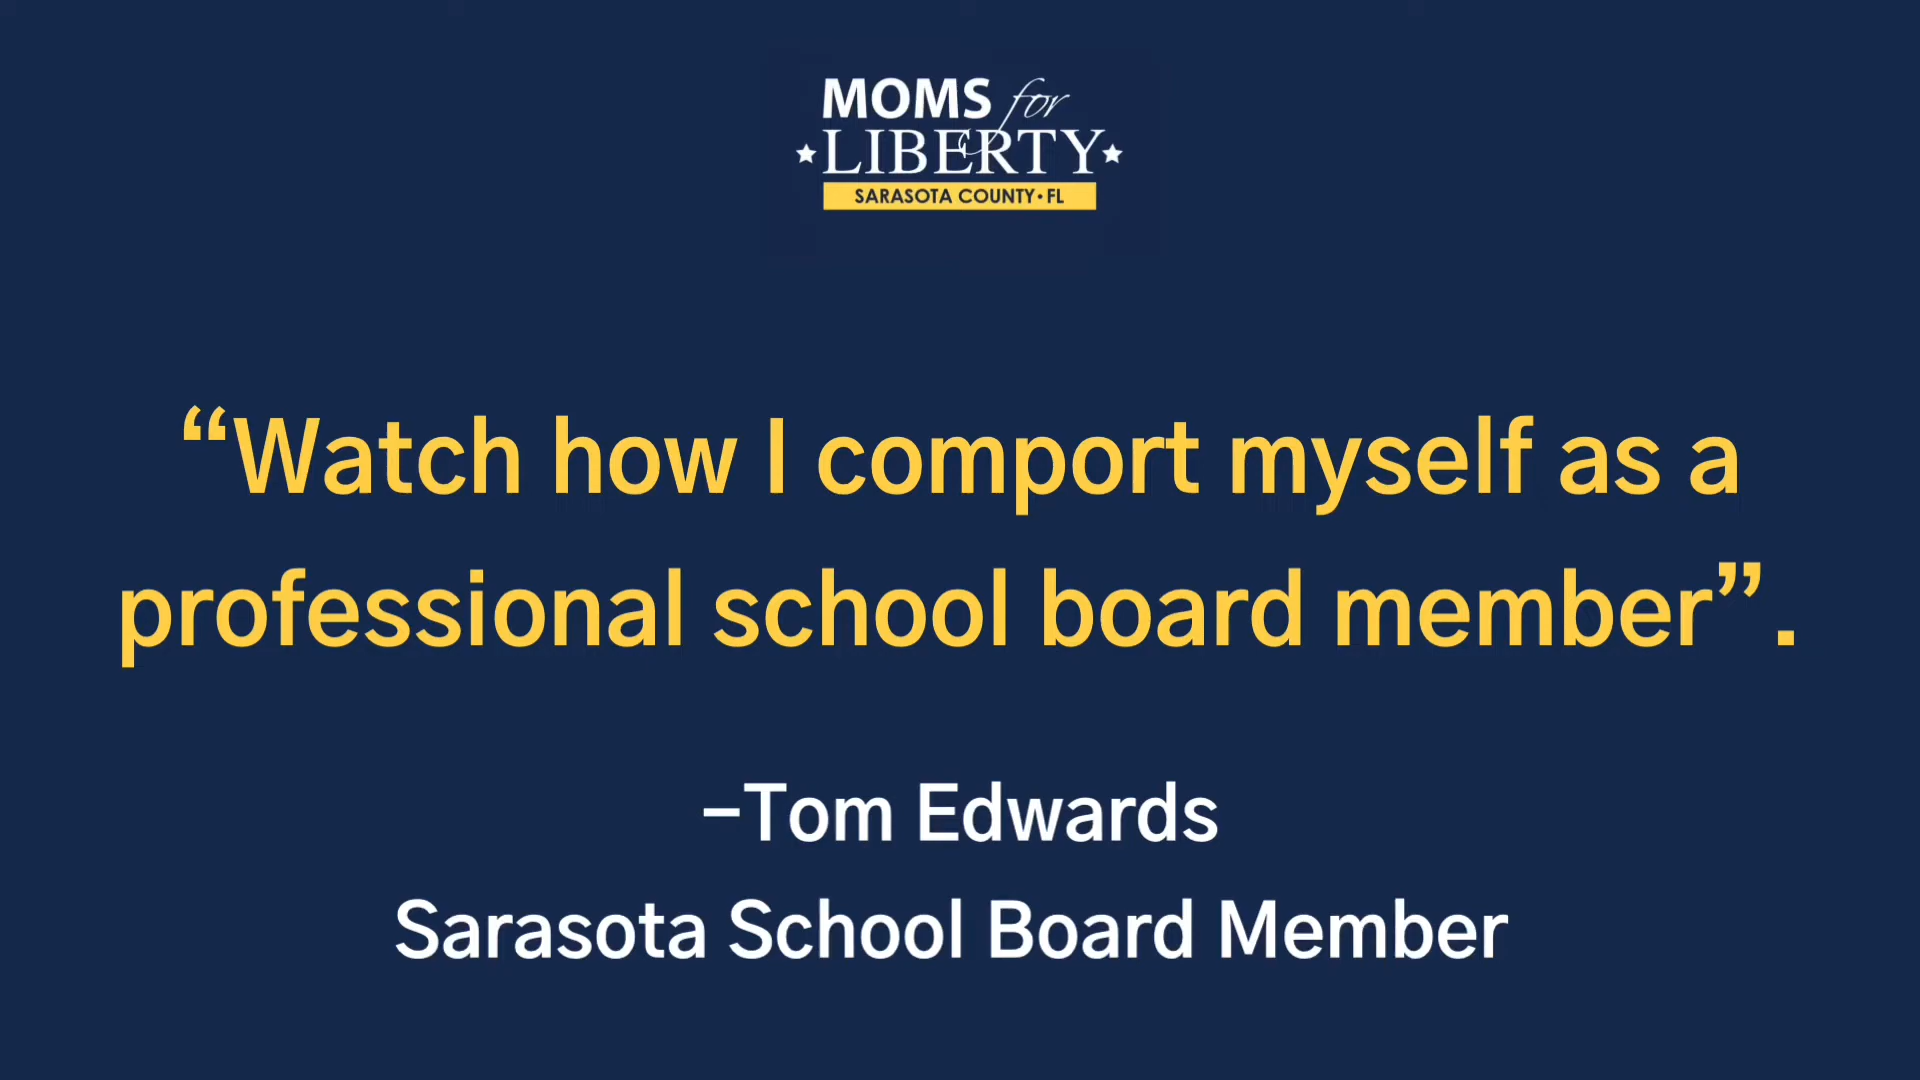 MOMS for
LIBERTY
SARASOTA COUNTY • FL
“Watch how I comport myself as a
professional school board member”.
–Tom Edwards
Sarasota School Board Member